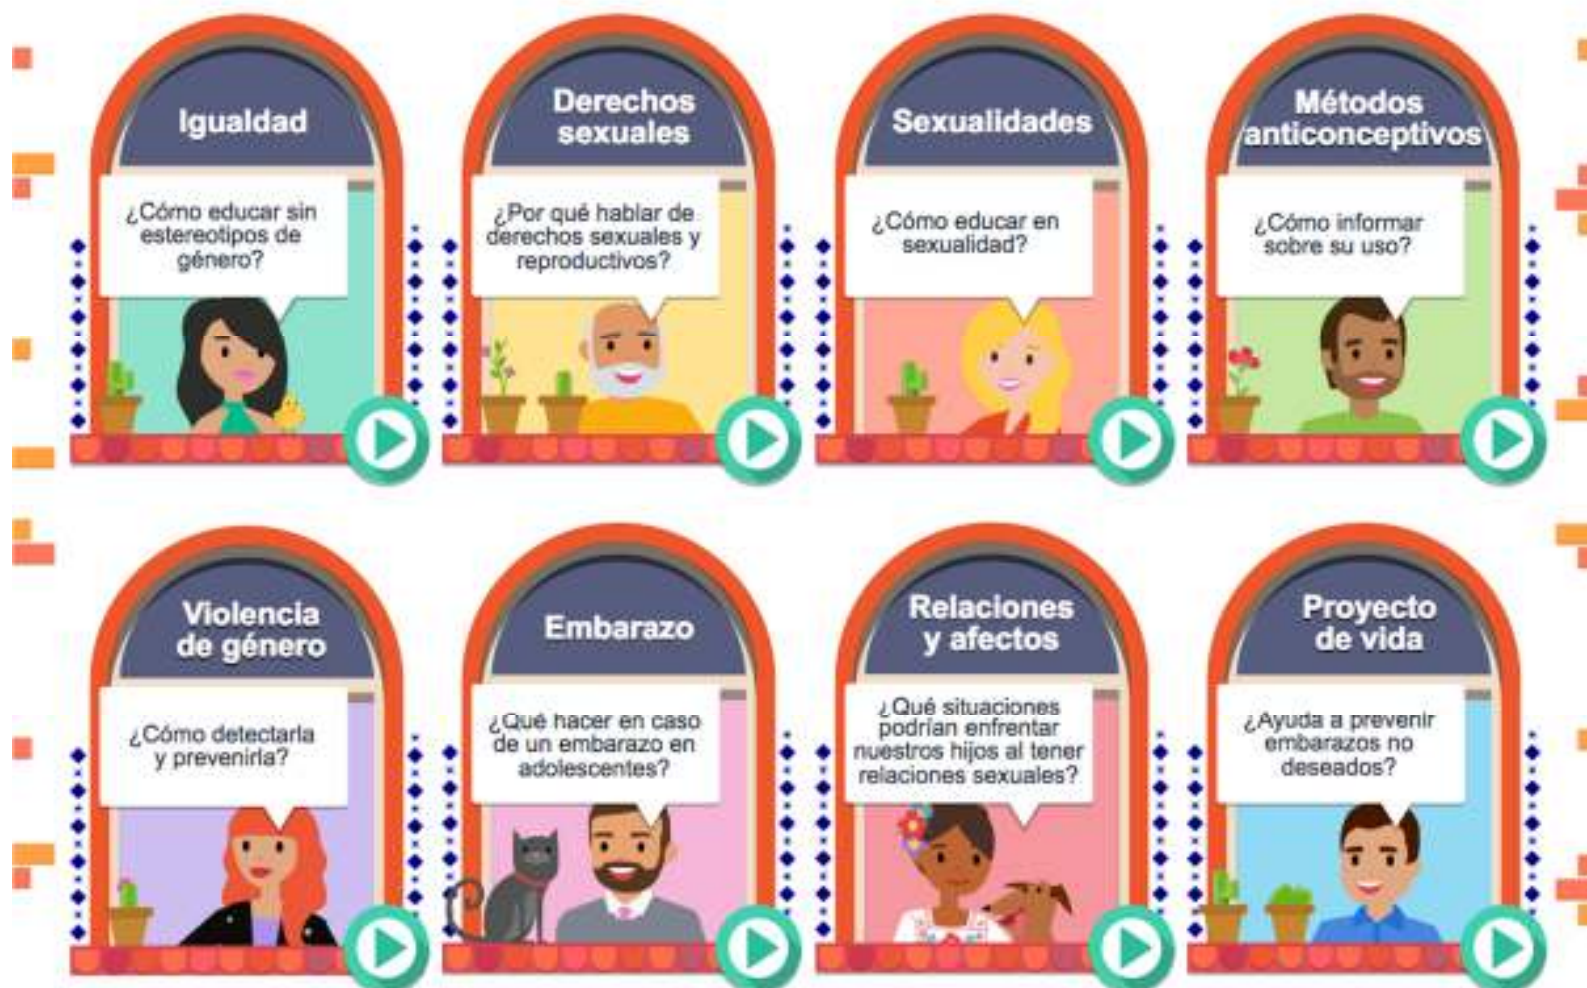 Igualdad
¿Cómo educar sin
estereotipos de
género?
Derechos
sexuales
¿Por qué hablar de
derechos sexuales y
reproductivos?
Sexualidades
¿Cómo educar en
sexualidad?
Métodos
anticonceptivos
¿Cómo informar
sobre su uso?
Violencia
de género
¿Cómo detectarla
y prevenirla?
Embarazo
¿Qué hacer en caso
de un embarazo en
adolescentes?
Relaciones
y afectos
¿Qué situaciones
podrían enfrentar
nuestros hijos al tener
relaciones sexuales?
Proyecto
de vida
¿Ayuda a prevenir
embarazos no
deseados?